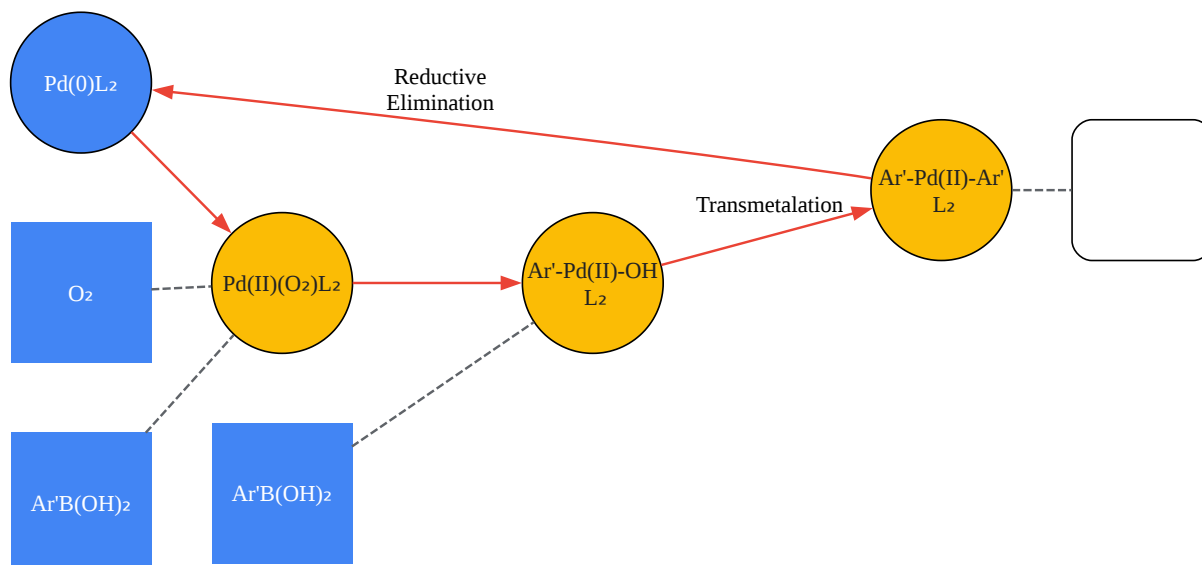 Pd(0)L₂
Reductive
Elimination
Ar'-Pd(II)-Ar'
L₂
Transmetalation
O₂
Pd(II)(O₂)L₂
Ar'-Pd(II)-OH
L₂
Ar'B(OH)₂
Ar'B(OH)₂